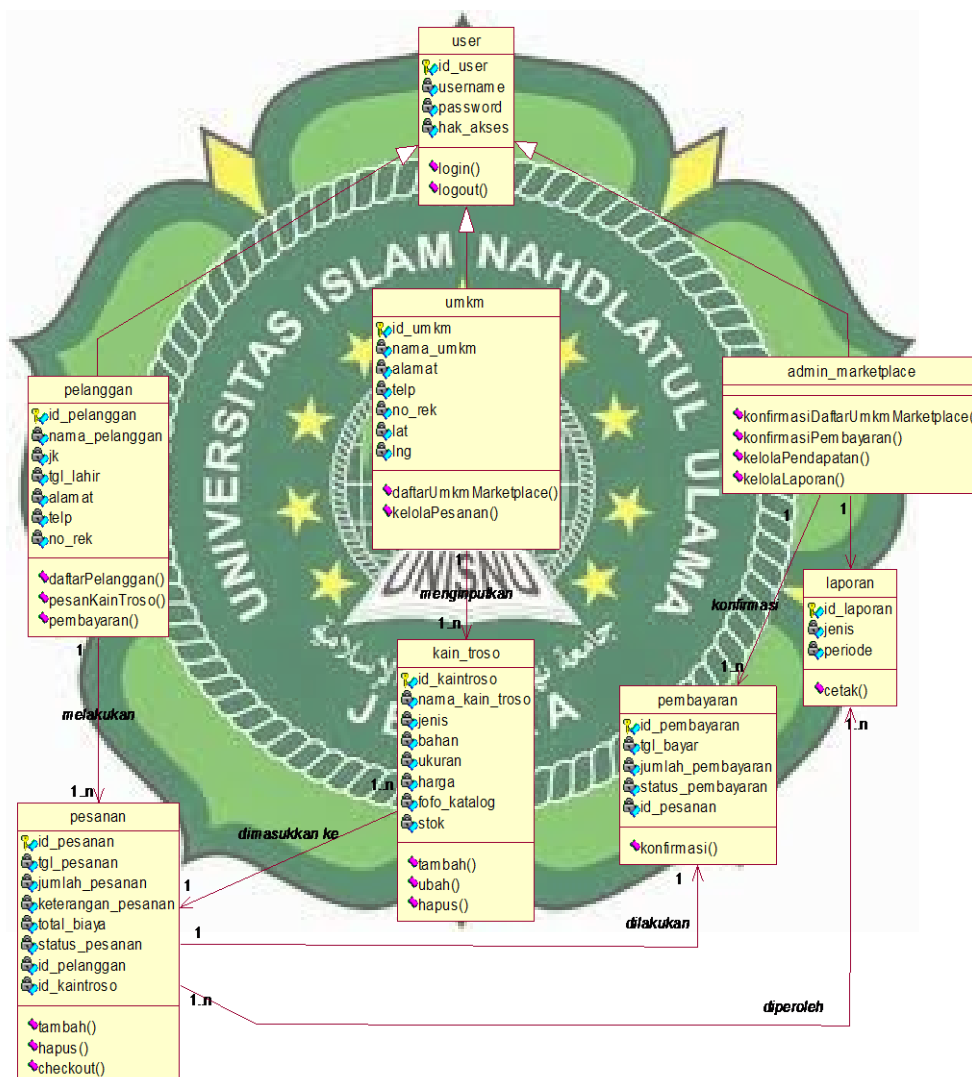 user
id_user
username
password
hak_akses
login()
logout()
UNIVERSITAS ISLAM NAHDLATUL ULAMA
umkm
id_umkm
nama_umkm
alamat
telp
no_rek
lat
lng
daftarUmkmMarketplace()
kelolaPesanan()
pelanggan
id_pelanggan
nama_pelanggan
jk
tgl_lahir
alamat
telp
no_rek
daftarPelanggan()
pesanKainTroso()
pembayaran()
admin_marketplace
konfirmasiDaftarUmkmMarketplace()
konfirmasiPembayaran()
kelolaPendapatan()
kelolaLaporan()
1
1
UNISNU
1
menginputkan
1..n
laporan
id_laporan
jenis
periode
cetak()
1..n
konfirmasi
1..n
1
melakukan
1..n
kain_troso
id_kaintroso
nama_kain_troso
jenis
bahan
ukuran
harga
fofo_katalog
stok
tambah()
ubah()
hapus()
pembayaran
id_pembayaran
tgl_bayar
jumlah_pembayaran
status_pembayaran
id_pesanan
konfirmasi()
1
1..n
dimasukkan ke
1
pesanan
id_pesanan
tgl_pesanan
jumlah_pesanan
keterangan_pesanan
total_biaya
status_pesanan
id_pelanggan
id_kaintroso
tambah()
hapus()
checkout()
1
dilakukan
1..n
diperoleh